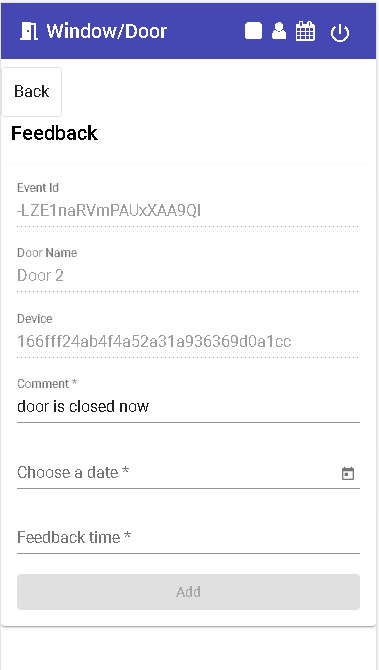 Window/Door
Back
Feedback
Event Id
-LZE1naRVmPAUxXAA9QI
Door Name
Door 2
Device
166fff24ab4f4a52a31a936369d0a1cc
Comment *
door is closed now
Choose a date *
Feedback time *
Add